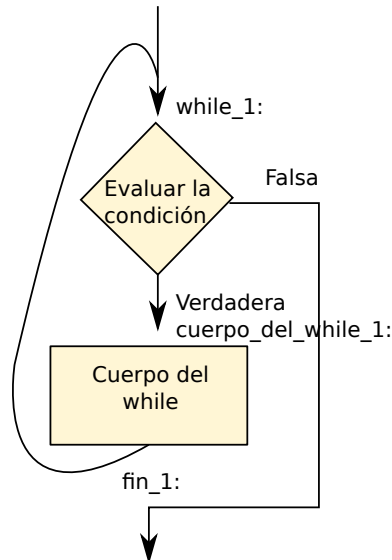 while_1:
Evaluar la
condición
Falsa
Verdadera
cuerpo_del_while_1:
Cuerpo del
while
fin_1: